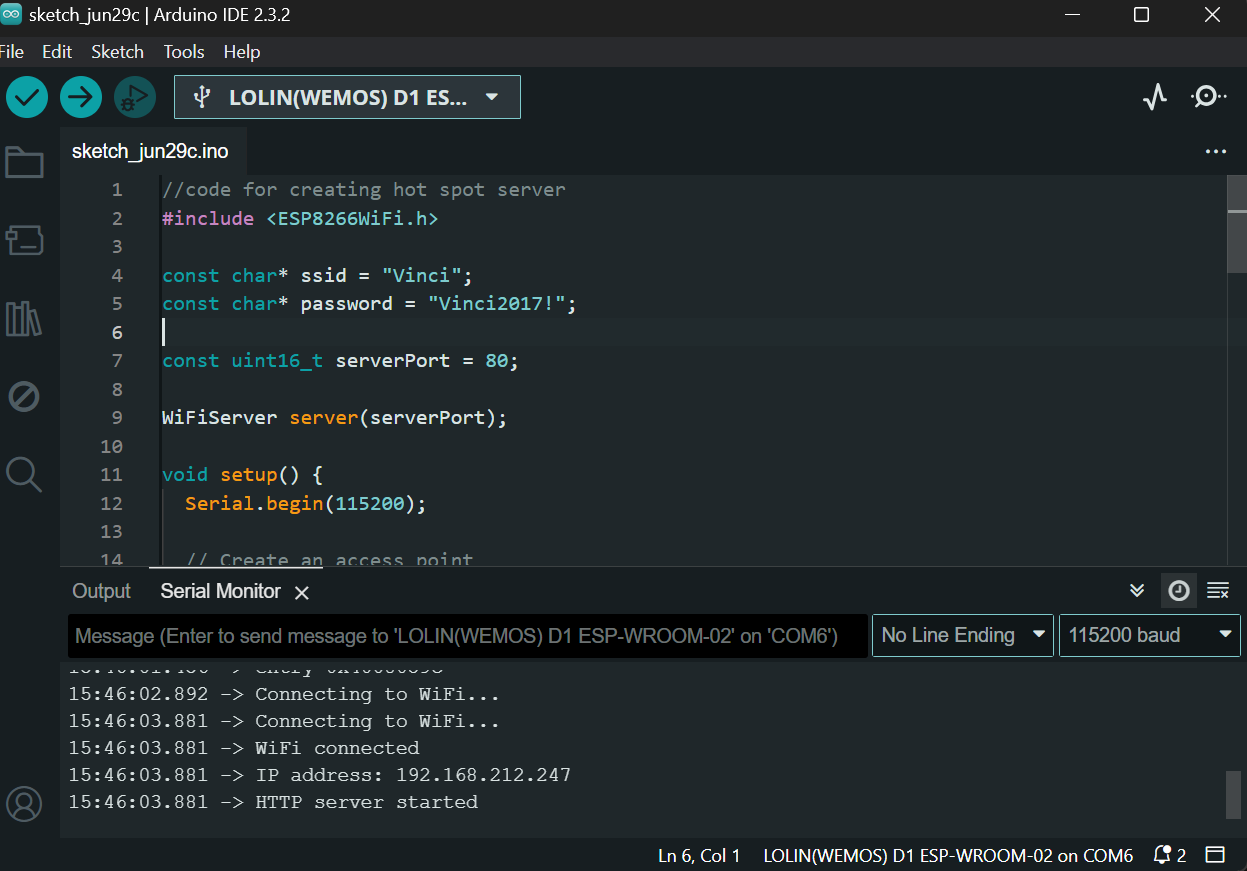 sketch_jun29c | Arduino IDE 2.3.2
File Edit Sketch Tools Help
LOLIN(WEMOS) D1 ES...
sketch_jun29c.ino
1 //code for creating hot spot server
2 #include <ESP8266WiFi.h>
3
4 const char* ssid = "Vinci";
5 const char* password = "Vinci2017!";
6
7 const uint16_t serverPort = 80;
8
9 WiFiServer server(serverPort);
10
11 void setup() {
12 Serial.begin(115200);
13
14 // Create an access point
Output Serial Monitor
Message (Enter to send message to 'LOLIN(WEMOS) D1 ESP-WROOM-02' on 'COM6') No Line Ending 115200 baud
15:46:02.892 -> Connecting to WiFi...
15:46:03.881 -> Connecting to WiFi...
15:46:03.881 -> WiFi connected
15:46:03.881 -> IP address: 192.168.212.247
15:46:03.881 -> HTTP server started
Ln 6, Col 1 LOLIN(WEMOS) D1 ESP-WROOM-02 on COM6 2